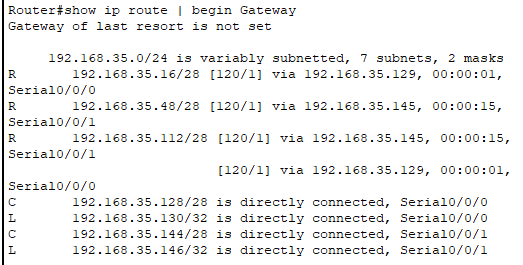 Router#show ip route | begin Gateway
Gateway of last resort is not set
192.168.35.0/24 is variably subnetted, 7 subnets, 2 masks
R 192.168.35.16/28 [120/1] via 192.168.35.129, 00:00:01,
Serial0/0/0
R 192.168.35.48/28 [120/1] via 192.168.35.145, 00:00:15,
Serial0/0/1
R 192.168.35.112/28 [120/1] via 192.168.35.145, 00:00:15,
Serial0/0/1
[120/1] via 192.168.35.129, 00:00:01,
Serial0/0/0
C 192.168.35.128/28 is directly connected, Serial0/0/0
L 192.168.35.130/32 is directly connected, Serial0/0/0
C 192.168.35.144/28 is directly connected, Serial0/0/1
L 192.168.35.146/32 is directly connected, Serial0/0/1